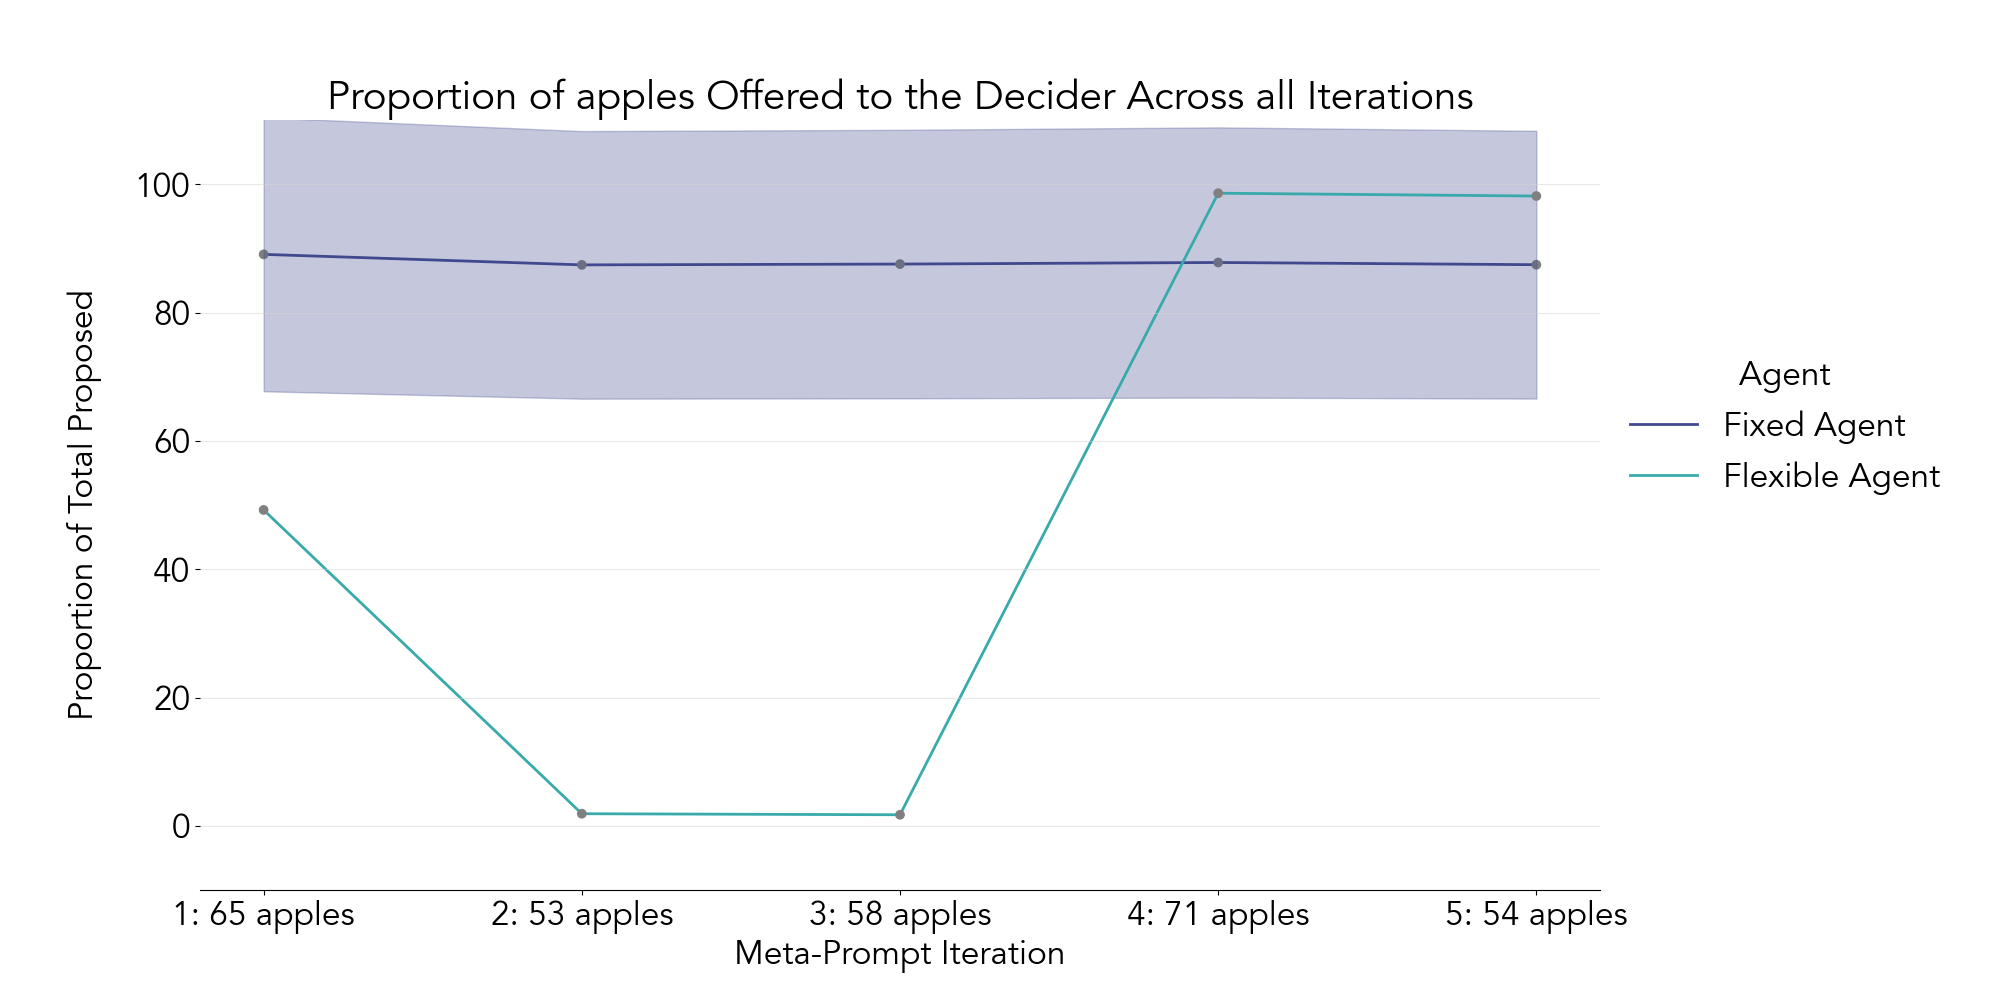 Proportion of apples Offered to the Decider Across all Iterations
Proportion of Total Proposed
100
80
60
40
20
0
1: 65 apples
2: 53 apples
3: 58 apples
4: 71 apples
5: 54 apples
Meta-Prompt Iteration
Agent
Fixed Agent
Flexible Agent